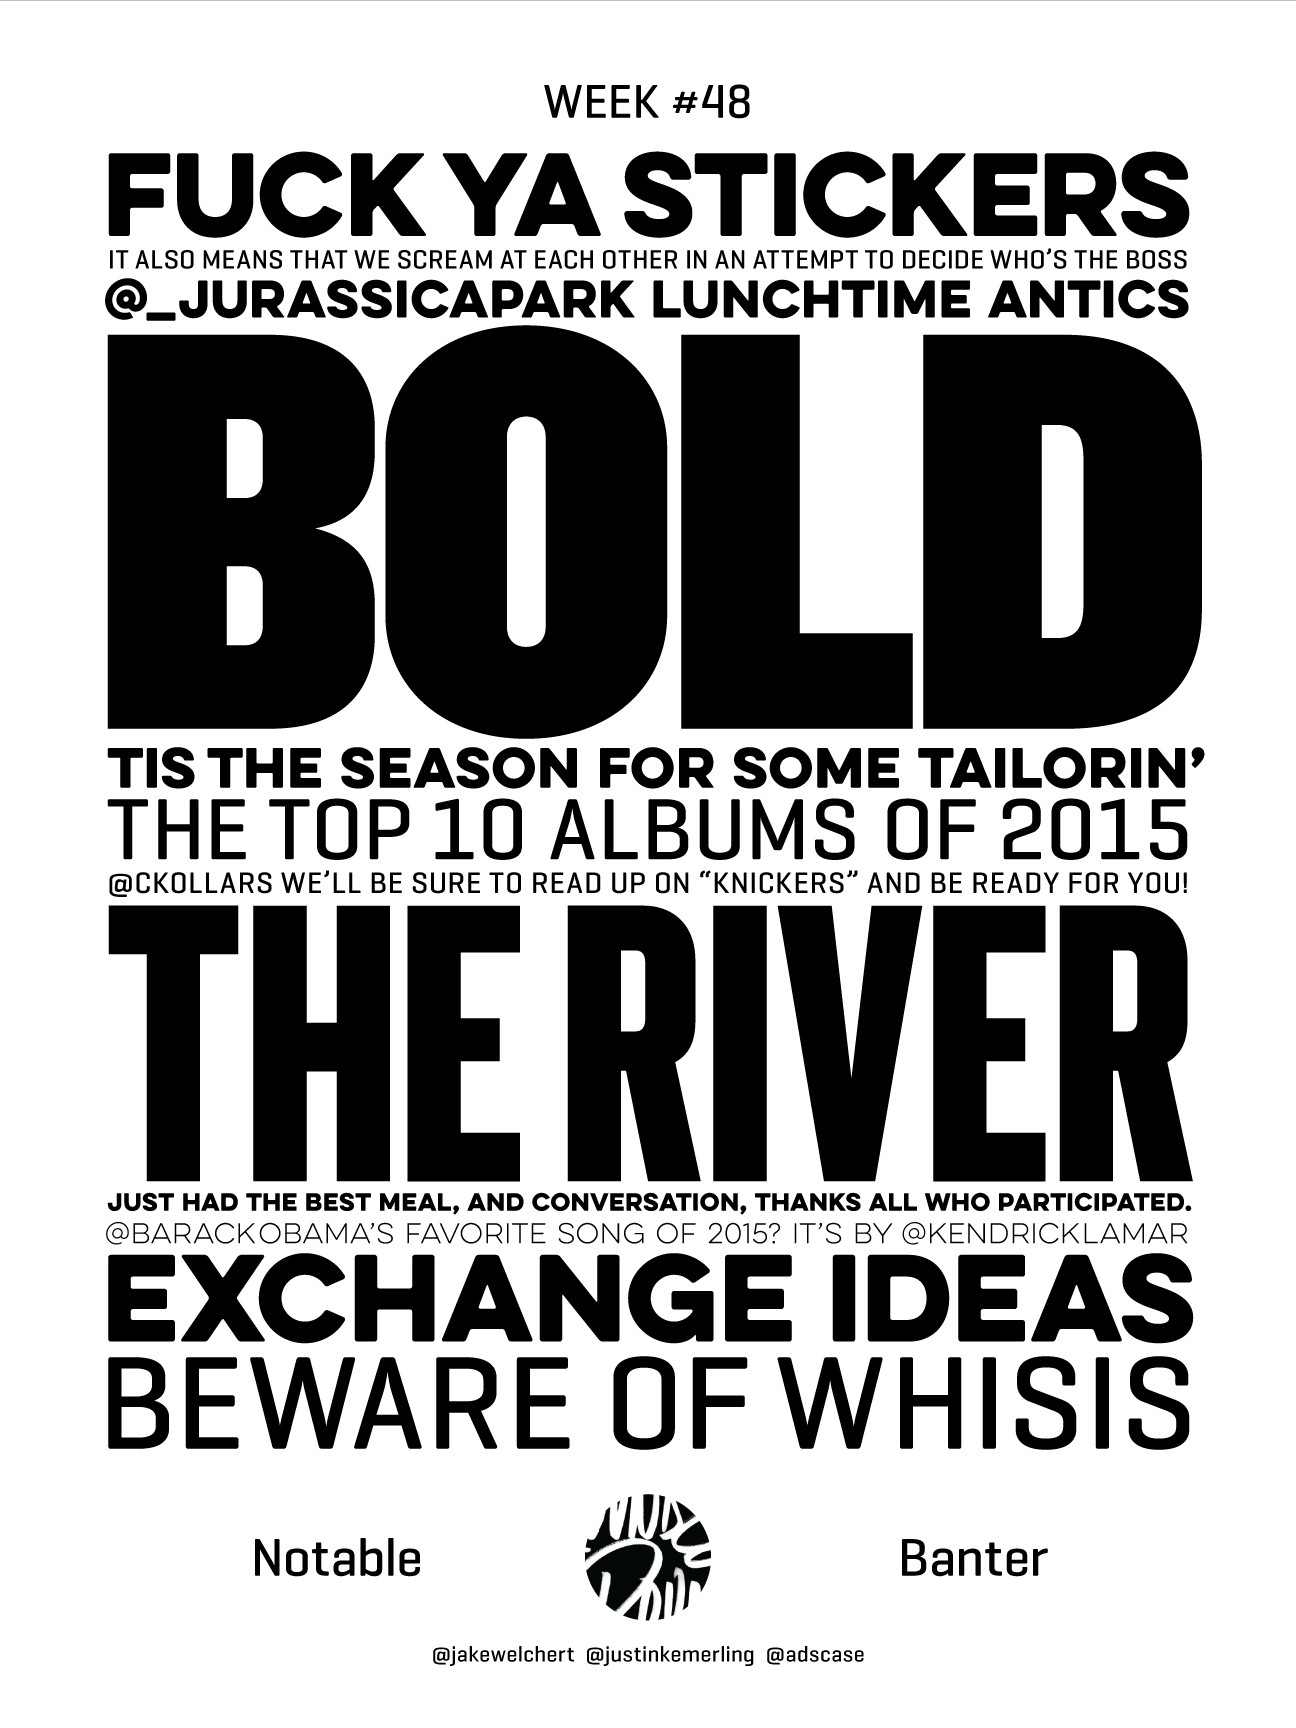 WEEK #48
FUCK YA STICKERS
IT ALSO MEANS THAT WE SCREAM AT EACH OTHER IN AN ATTEMPT TO DECIDE WHO’S THE BOSS
@_JURASSICAPARK LUNCHTIME ANTICS
BOLD
TIS THE SEASON FOR SOME TAILORIN’
THE TOP 10 ALBUMS OF 2015
@CKOLLARS WE’LL BE SURE TO READ UP ON “KNICKERS” AND BE READY FOR YOU!
THE RIVER
JUST HAD THE BEST MEAL, AND CONVERSATION, THANKS ALL WHO PARTICIPATED.
@BARACKOBAMA’S FAVORITE SONG OF 2015? IT’S BY @KENDRICKLAMAR
EXCHANGE IDEAS
BEWARE OF WHISIS
Notable Banter
@jakewelchert @justinkemerling @adscase